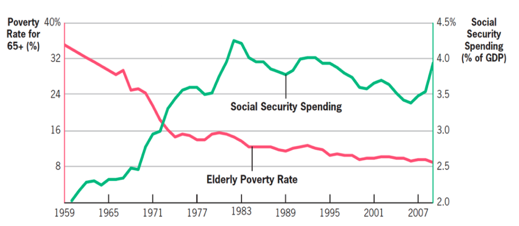 Poverty
Rate for
65+ (%)
40%
32
24
16
8
4.5%
4.0
3.5
3.0
2.5
2.0
Social
Security
Spending
(% of GDP)
Social Security Spending
Elderly Poverty Rate
1959 1965 1971 1977 1983 1989 1995 2001 2007